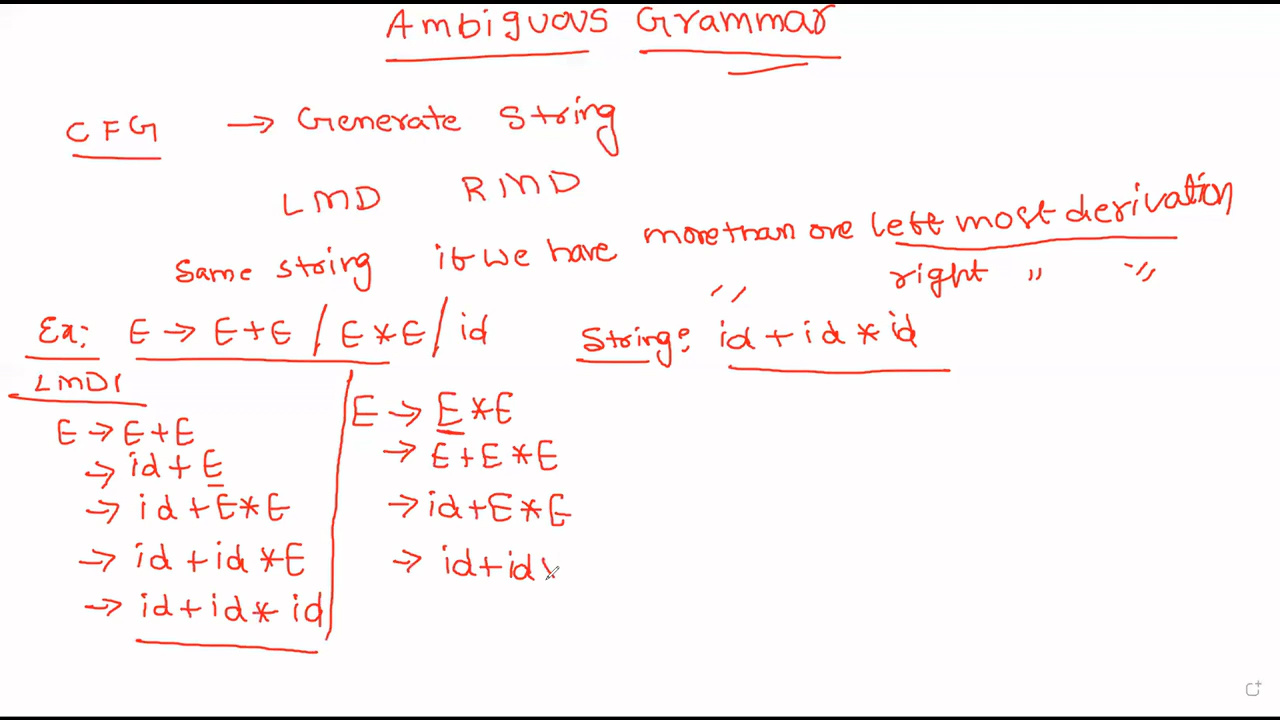 Ambiguous Grammar
CFG → Generate String
LMD RMD
Same string if we have more than one left most derivation
" right " "
Ex: E → E+E / E*E / id String: id + id * id
LMD1
E → E+E
→ id + E
→ id + E * E
→ id + id * E
→ id + id * id
E → E * E
→ E + E * E
→ id + E * E
→ id + id